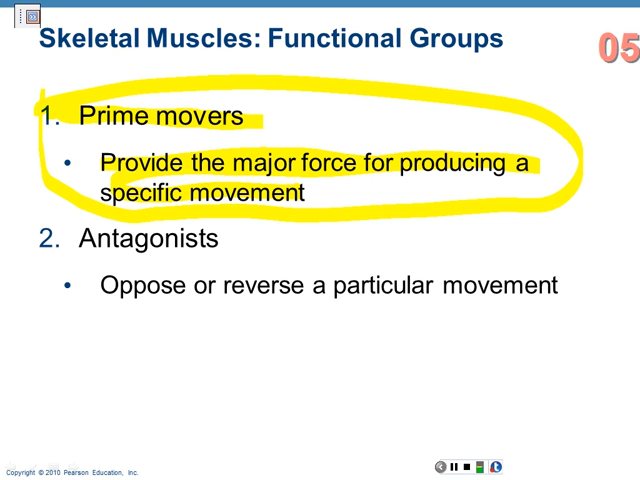 Skeletal Muscles: Functional Groups
05
1. Prime movers
• Provide the major force for producing a
specific movement
2. Antagonists
• Oppose or reverse a particular movement
Copyright © 2010 Pearson Education, Inc.